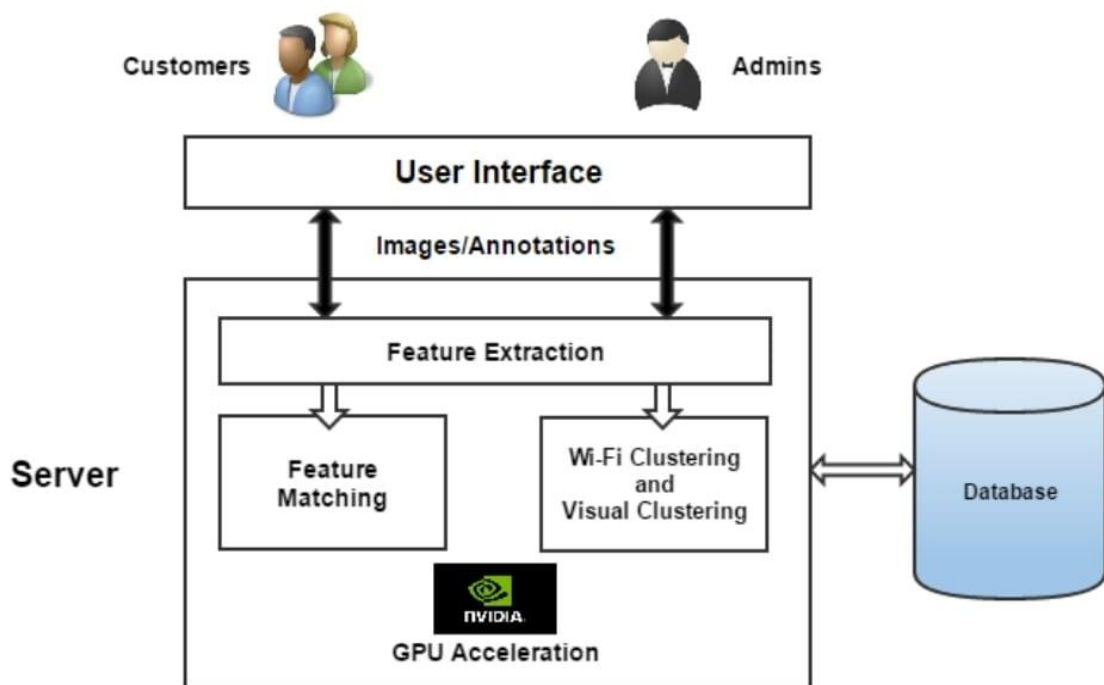 Customers
Admins
User Interface
Images/Annotations
Feature Extraction
Server
Feature
Matching
Wi-Fi Clustering
and
Visual Clustering
Database
NVIDIA.
GPU Acceleration